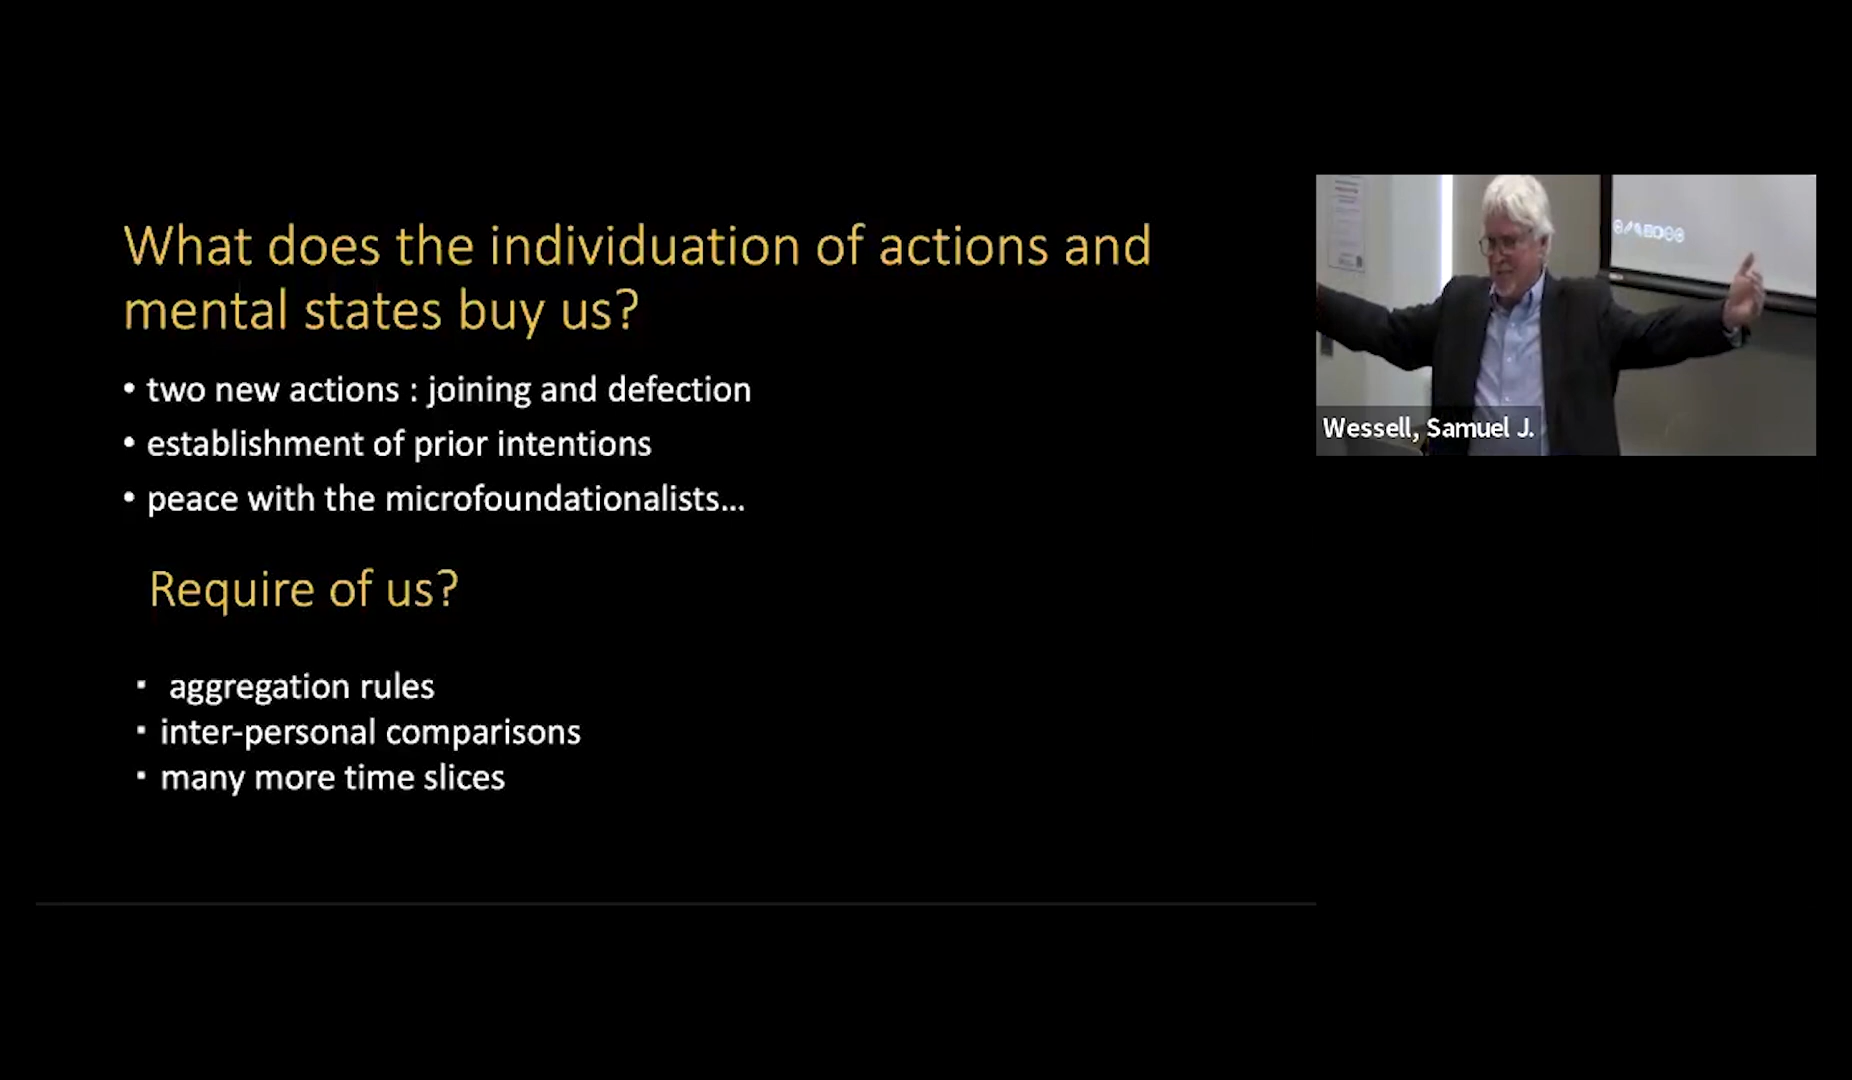 What does the individuation of actions and
mental states buy us?
• two new actions : joining and defection
• establishment of prior intentions
• peace with the microfoundationalists...
Require of us?
▪ aggregation rules
▪ inter-personal comparisons
▪ many more time slices
Wessell, Samuel J.